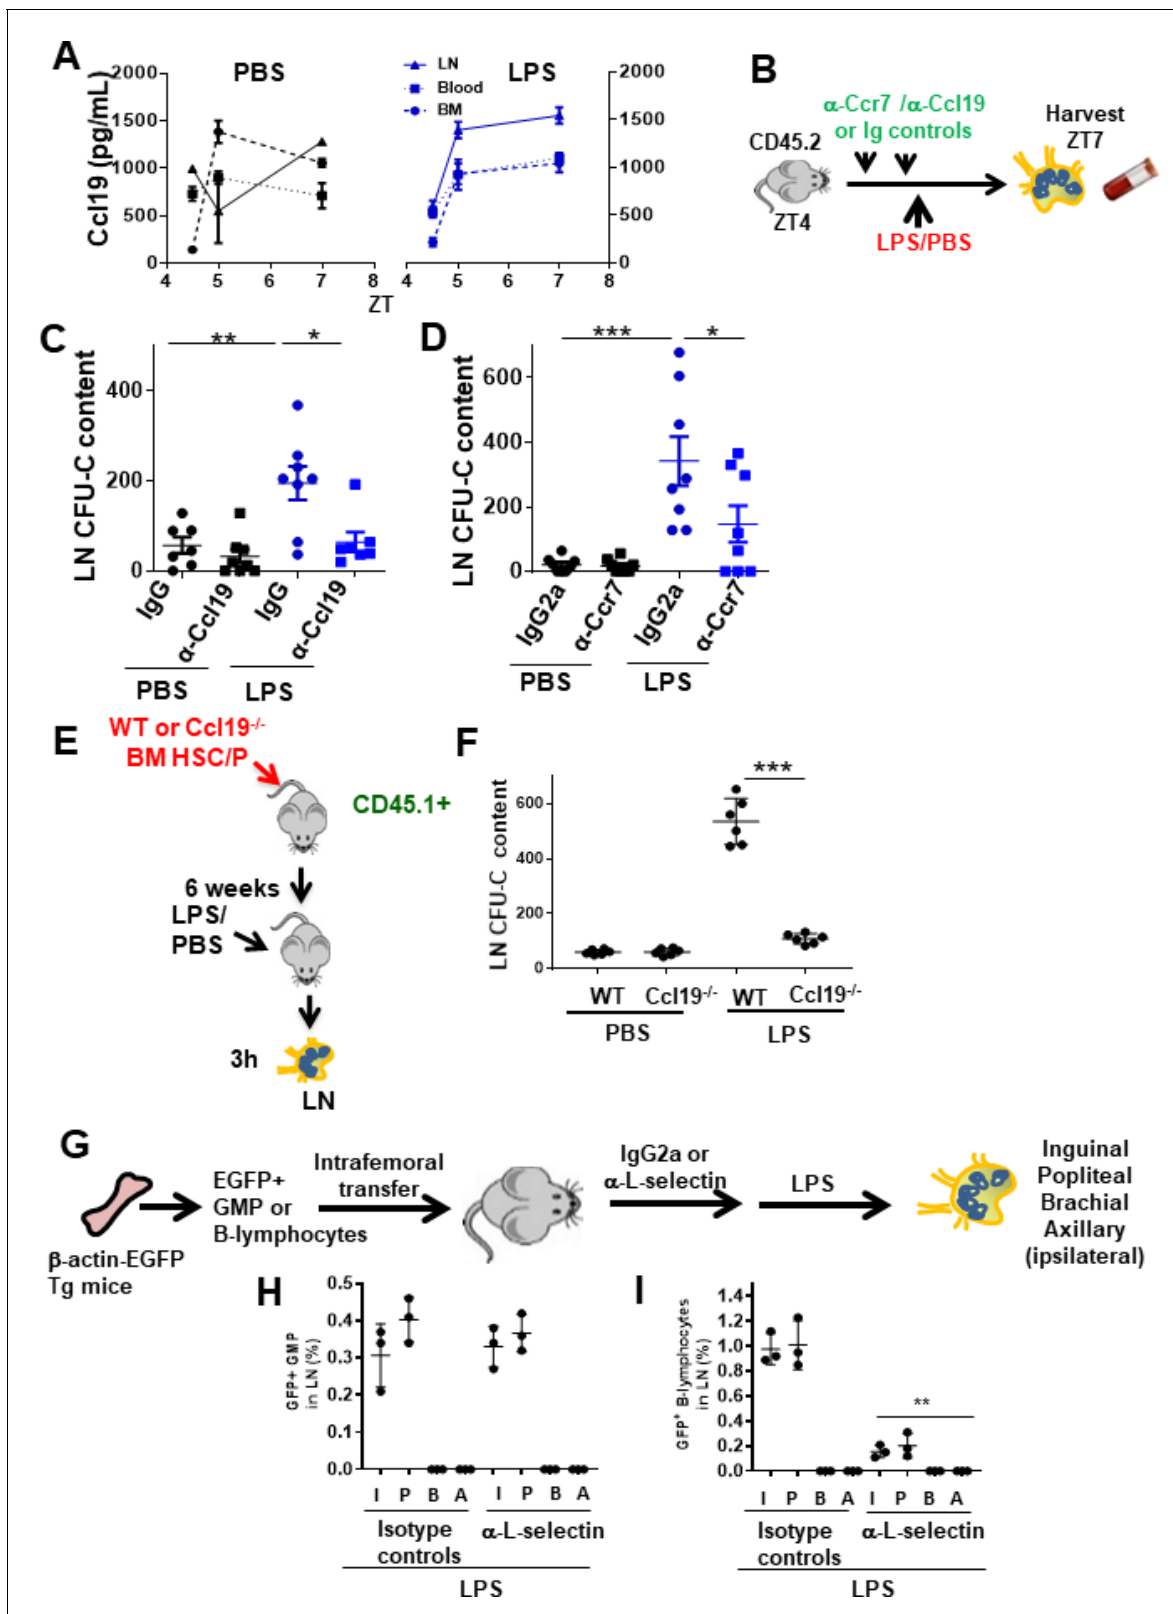 A
PBS
LPS
LN
Blood
BM
Ccl19 (pg/mL)
2000
1500
1000
500
0
2000
1500
1000
500
0
4 5 6 7 8
4 5 6 7 8
ZT
B
α-Ccr7 /α-Ccl19
or Ig controls
CD45.2
ZT4
LPS/PBS
Harvest
ZT7
C
LN CFU-C content
400
200
0
** *
IgG
α-Ccl19
IgG
α-Ccl19
PBS
LPS
D
LN CFU-C content
600
400
200
0
*** *
IgG2a
α-Ccr7
IgG2a
α-Ccr7
PBS
LPS
E
WT or Ccl19-/-
BM HSC/P
CD45.1+
6 weeks
LPS/
PBS
3h
LN
F
LN CFU-C content
600
400
200
0
***
WT Ccl19-/- WT Ccl19-/-
PBS LPS
G
β-actin-EGFP
Tg mice
EGFP+
GMP or
B-lymphocytes
Intrafemoral
transfer
IgG2a or
α-L-selectin
LPS
Inguinal
Popliteal
Brachial
Axillary
(ipsilateral)
H
GFP+ GMP
in LN (%)
0.5
0.4
0.3
0.2
0.1
0.0
I P B A I P B A
Isotype
controls
α-L-selectin
LPS
I
GFP+ B-lymphocytes
in LN (%)
1.4
1.2
1.0
0.8
0.6
0.4
0.2
0.0
**
I P B A I P B A
Isotype
controls
α-L-selectin
LPS